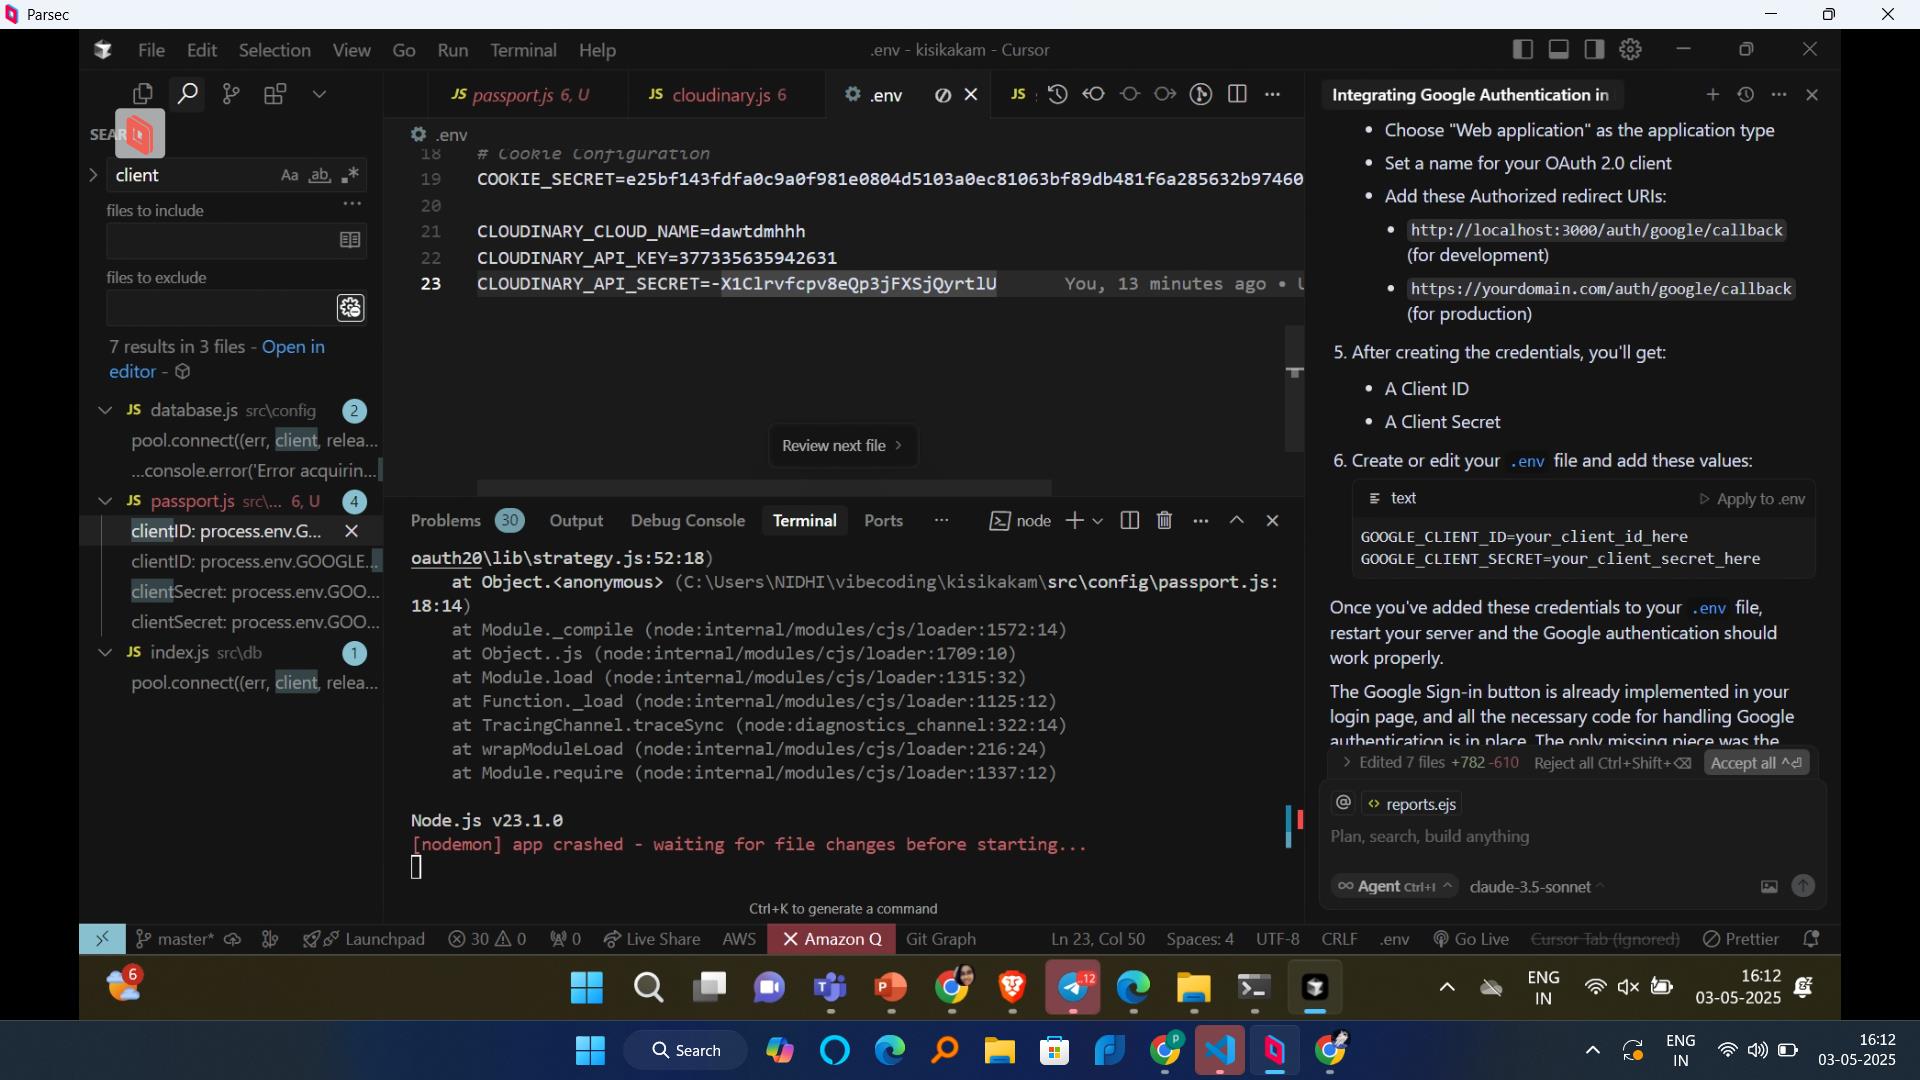 Parsec
File Edit Selection View Go Run Terminal Help
.env - kisikakam - Cursor
JS passport.js 6, U
JS cloudinary.js 6
.env
JS
Integrating Google Authentication in
SEAR
client
Aa ab
files to include
files to exclude
7 results in 3 files - Open in
editor -
JS database.js src\config 2
pool.connect((err, client, relea...
...console.error('Error acquirin...
JS passport.js src\... 6, U 4
clientID: process.env.G...
clientID: process.env.GOOGLE...
clientSecret: process.env.GOO...
clientSecret: process.env.GOO...
JS index.js src\db 1
pool.connect((err, client, relea...
.env
18 # Cookie Configuration
19 COOKIE_SECRET=e25bf143fdfa0c9a0f981e0804d5103a0ec81063bf89db481f6a285632b97460
20
21 CLOUDINARY_CLOUD_NAME=dawtdmhhh
22 CLOUDINARY_API_KEY=377335635942631
23 CLOUDINARY_API_SECRET=-X1Clrvfcpv8eQp3jFXSjQyrtlU You, 13 minutes ago •
Review next file >
Problems 30 Output Debug Console Terminal Ports ... node
oauth20\lib\strategy.js:52:18)
at Object.<anonymous> (C:\Users\NIDHI\vibecoding\kisikakam\src\config\passport.js:
18:14)
at Module._compile (node:internal/modules/cjs/loader:1572:14)
at Object..js (node:internal/modules/cjs/loader:1709:10)
at Module.load (node:internal/modules/cjs/loader:1315:32)
at Function._load (node:internal/modules/cjs/loader:1125:12)
at TracingChannel.traceSync (node:diagnostics_channel:322:14)
at wrapModuleLoad (node:internal/modules/cjs/loader:216:24)
at Module.require (node:internal/modules/cjs/loader:1337:12)
Node.js v23.1.0
[nodemon] app crashed - waiting for file changes before starting...
Ctrl+K to generate a command
• Choose "Web application" as the application type
• Set a name for your OAuth 2.0 client
• Add these Authorized redirect URIs:
• http://localhost:3000/auth/google/callback
(for development)
• https://yourdomain.com/auth/google/callback
(for production)
5. After creating the credentials, you'll get:
• A Client ID
• A Client Secret
6. Create or edit your .env file and add these values:
text Apply to .env
GOOGLE_CLIENT_ID=your_client_id_here
GOOGLE_CLIENT_SECRET=your_client_secret_here
Once you've added these credentials to your .env file,
restart your server and the Google authentication should
work properly.
The Google Sign-in button is already implemented in your
login page, and all the necessary code for handling Google
authentication is in place. The only missing piece was the
> Edited 7 files +782 -610 Reject all Ctrl+Shift+⌫ Accept all ^⏎
@ <> reports.ejs
Plan, search, build anything
∞ Agent Ctrl+I claude-3.5-sonnet
master* Launchpad 30 0 0 Live Share AWS Amazon Q Git Graph
Ln 23, Col 50 Spaces: 4 UTF-8 CRLF .env Go Live Cursor Tab (Ignored) Prettier
6
12
ENG
IN
16:12
03-05-2025
Search
P
ENG
IN
16:12
03-05-2025